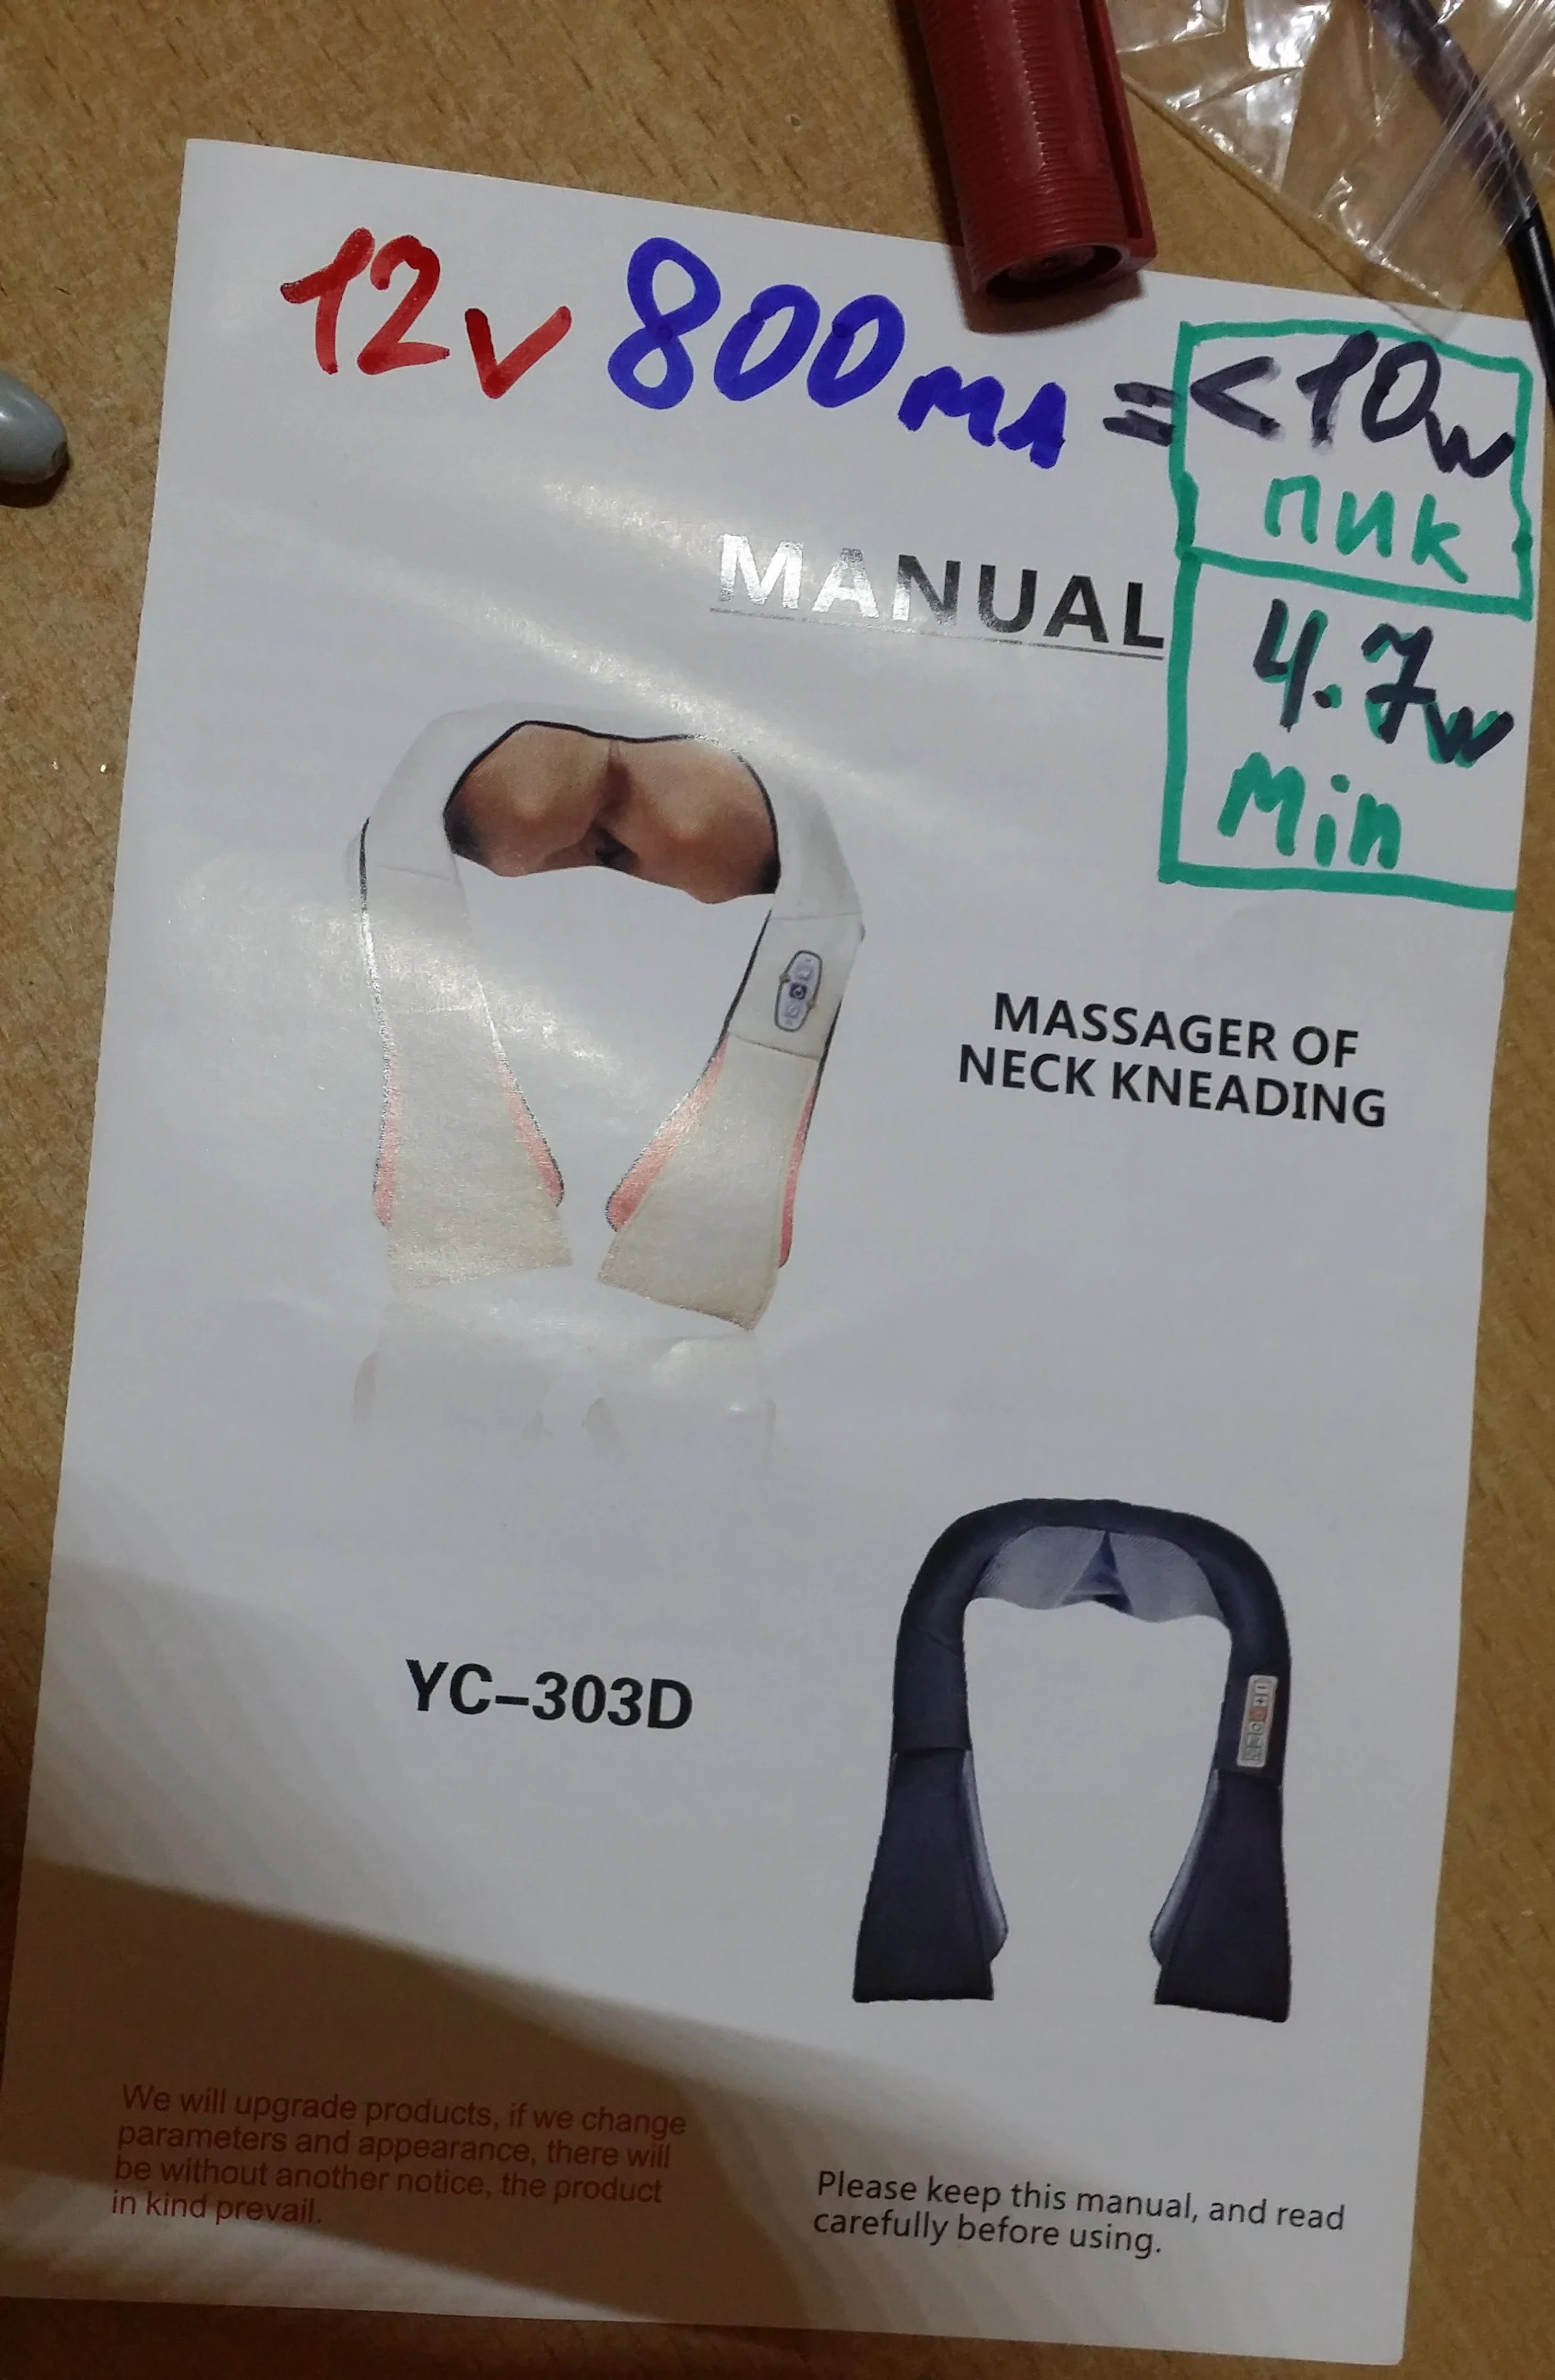 12v 800мА = <10w
пик
4.7w
Min
MANUAL
MASSAGER OF
NECK KNEADING
YC–303D
We will upgrade products, if we change
parameters and appearance, there will
be without another notice, the product
in kind prevail.
Please keep this manual, and read
carefully before using.